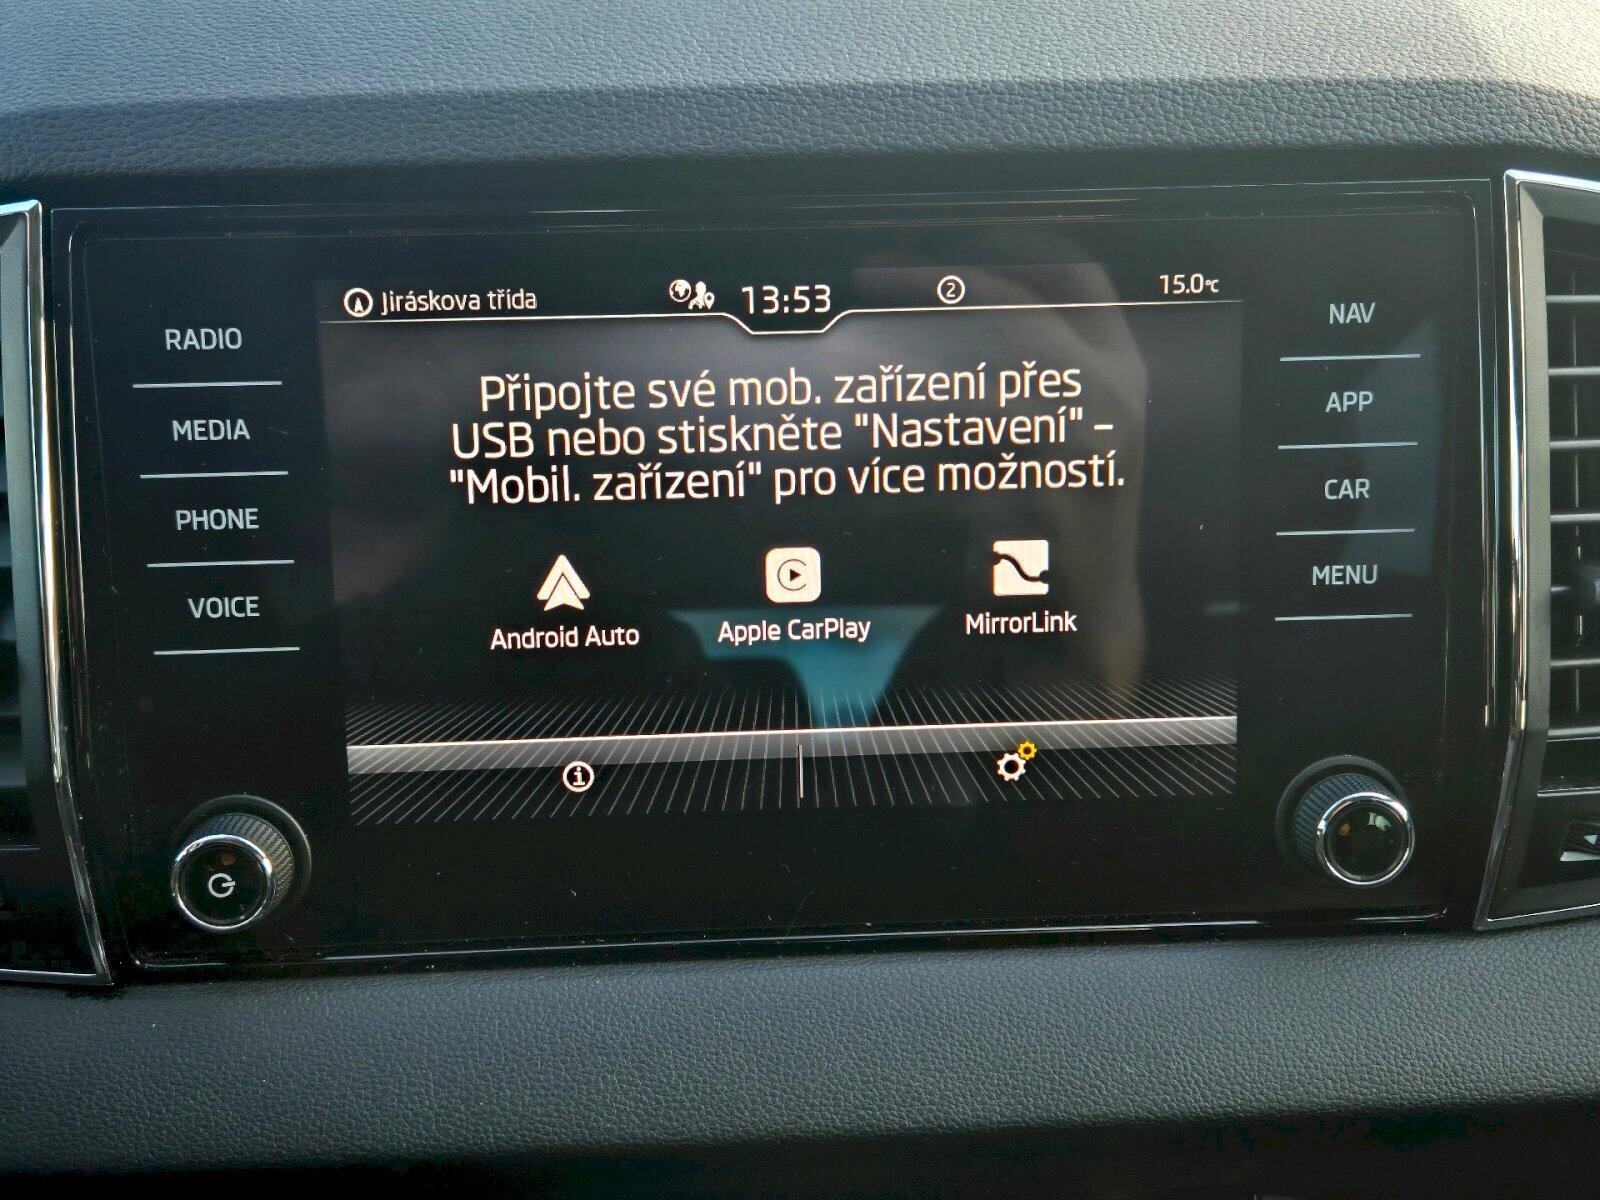 Jiráskova třída 13:53 2 15.0°C
RADIO
MEDIA
PHONE
VOICE
Připojte své mob. zařízení přes
USB nebo stiskněte "Nastavení" –
"Mobil. zařízení" pro více možností.
Android Auto
Apple CarPlay
MirrorLink
NAV
APP
CAR
MENU